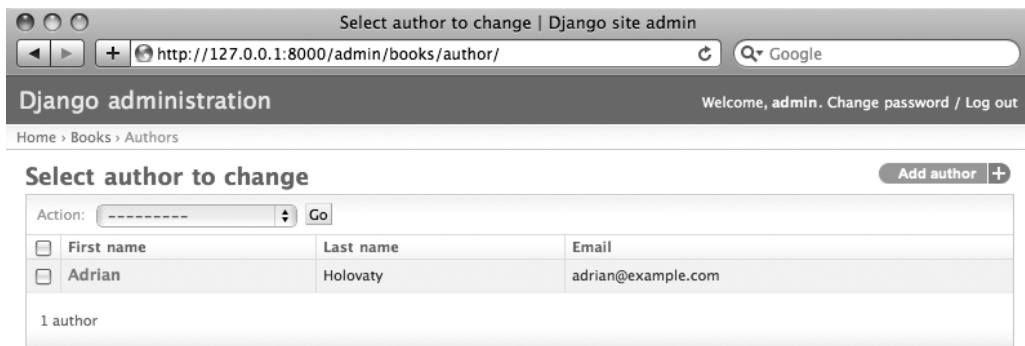 Select author to change | Django site admin
http://127.0.0.1:8000/admin/books/author/
Google
Django administration
Welcome, admin. Change password / Log out
Home › Books › Authors
Select author to change
Add author +
Action: --------- Go
First name Last name Email
Adrian Holovaty adrian@example.com
1 author